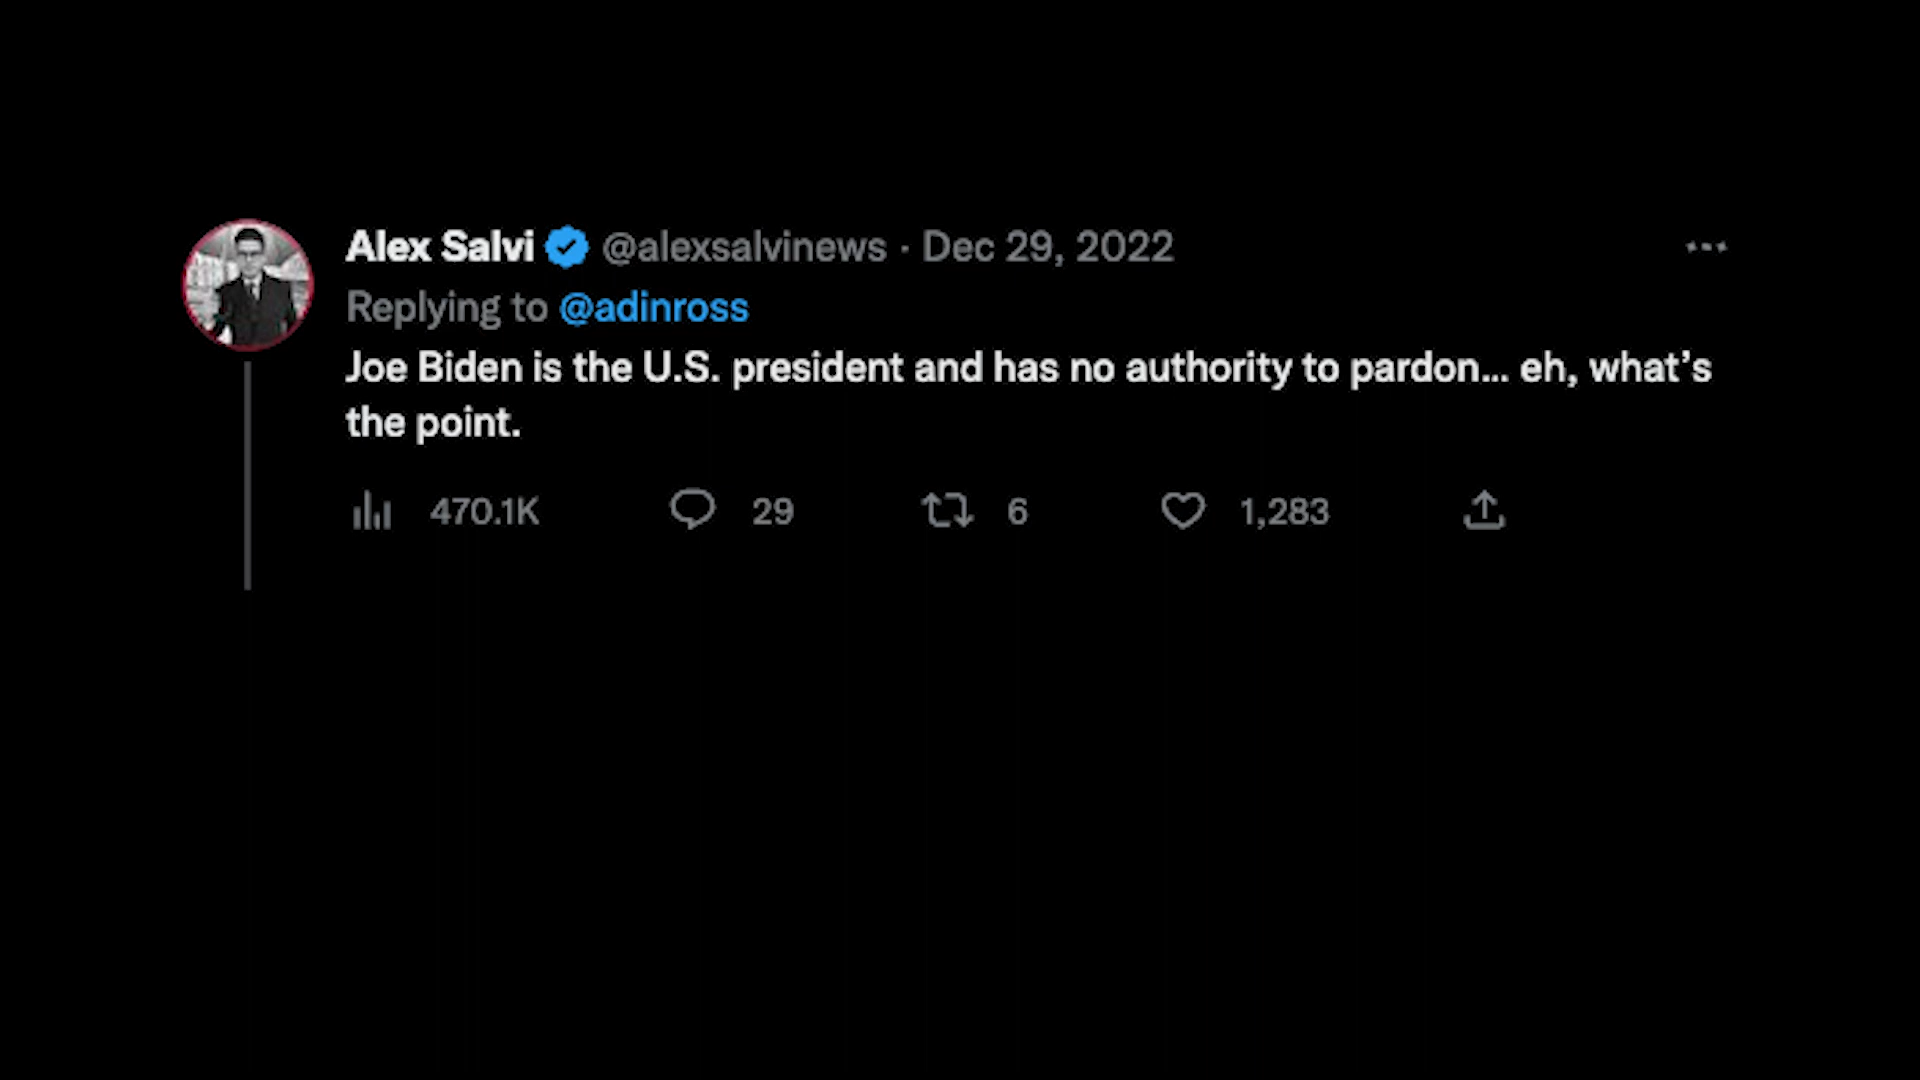 Alex Salvi @alexsalvinews · Dec 29, 2022
Replying to @adinross
Joe Biden is the U.S. president and has no authority to pardon... eh, what’s
the point.
470.1K 29 6 1,283